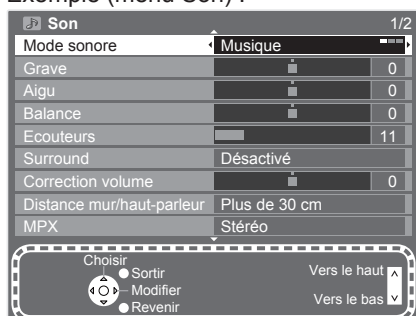 Exemple (menu Son) :
Son 1/2
Mode sonore Musique
Grave 0
Aigu 0
Balance 0
Ecouteurs 11
Surround Désactivé
Correction volume 0
Distance mur/haut-parleur Plus de 30 cm
MPX Stéréo
Choisir
Sortir
Modifier
Revenir
Vers le haut
Vers le bas